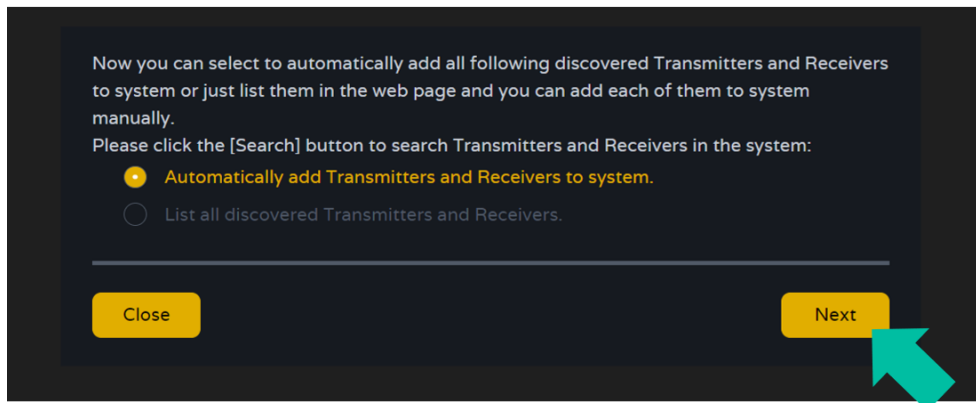 Now you can select to automatically add all following discovered Transmitters and Receivers
to system or just list them in the web page and you can add each of them to system
manually.
Please click the [Search] button to search Transmitters and Receivers in the system:
Automatically add Transmitters and Receivers to system.
List all discovered Transmitters and Receivers.
Close
Next